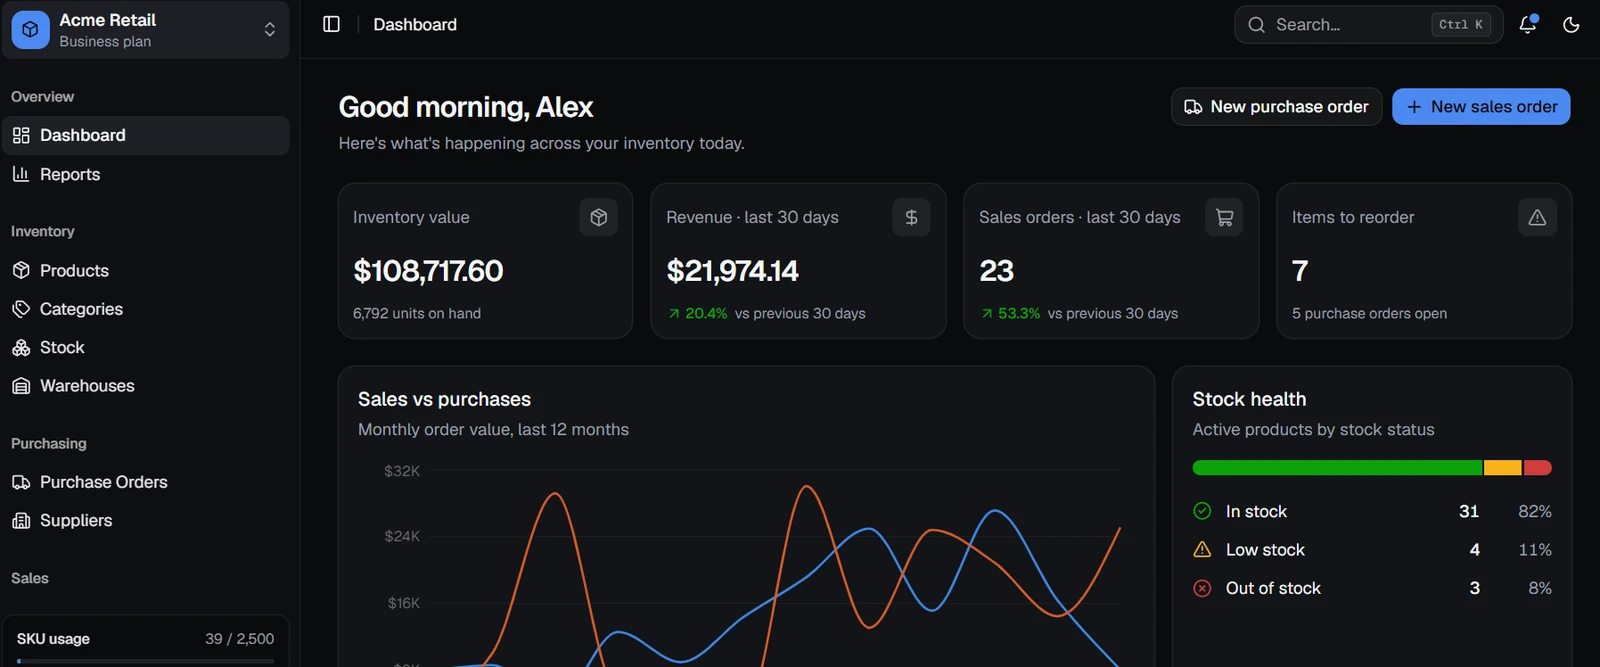 Acme Retail
Business plan
Overview
Dashboard
Reports
Inventory
Products
Categories
Stock
Warehouses
Purchasing
Purchase Orders
Suppliers
Sales
SKU usage 39 / 2,500
Dashboard
Search... Ctrl K
Good morning, Alex
Here's what's happening across your inventory today.
New purchase order
New sales order
Inventory value
$108,717.60
6,792 units on hand
Revenue · last 30 days
$21,974.14
20.4% vs previous 30 days
Sales orders · last 30 days
23
53.3% vs previous 30 days
Items to reorder
7
5 purchase orders open
Sales vs purchases
Monthly order value, last 12 months
$32K
$24K
$16K
Stock health
Active products by stock status
In stock 31 82%
Low stock 4 11%
Out of stock 3 8%